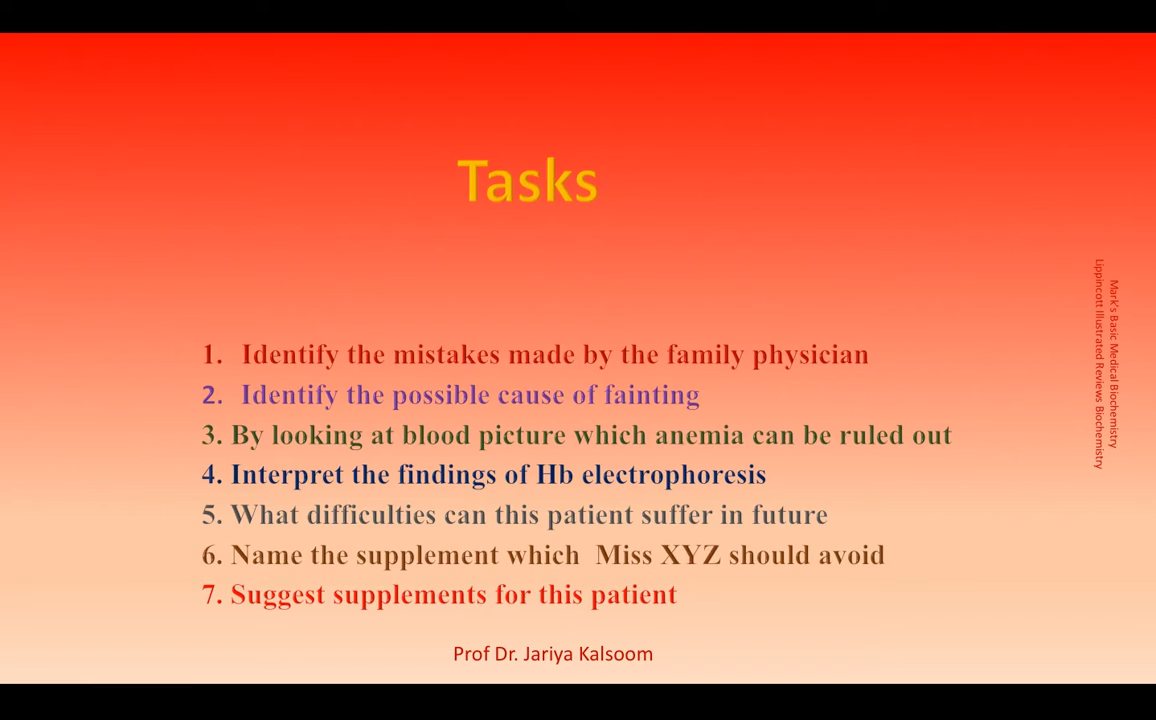 Tasks
1. Identify the mistakes made by the family physician
2. Identify the possible cause of fainting
3. By looking at blood picture which anemia can be ruled out
4. Interpret the findings of Hb electrophoresis
5. What difficulties can this patient suffer in future
6. Name the supplement which Miss XYZ should avoid
7. Suggest supplements for this patient
Prof Dr. Jariya Kalsoom
Mark's Basic Medical Biochemistry
Lippincott Illustrated Reviews Biochemistry